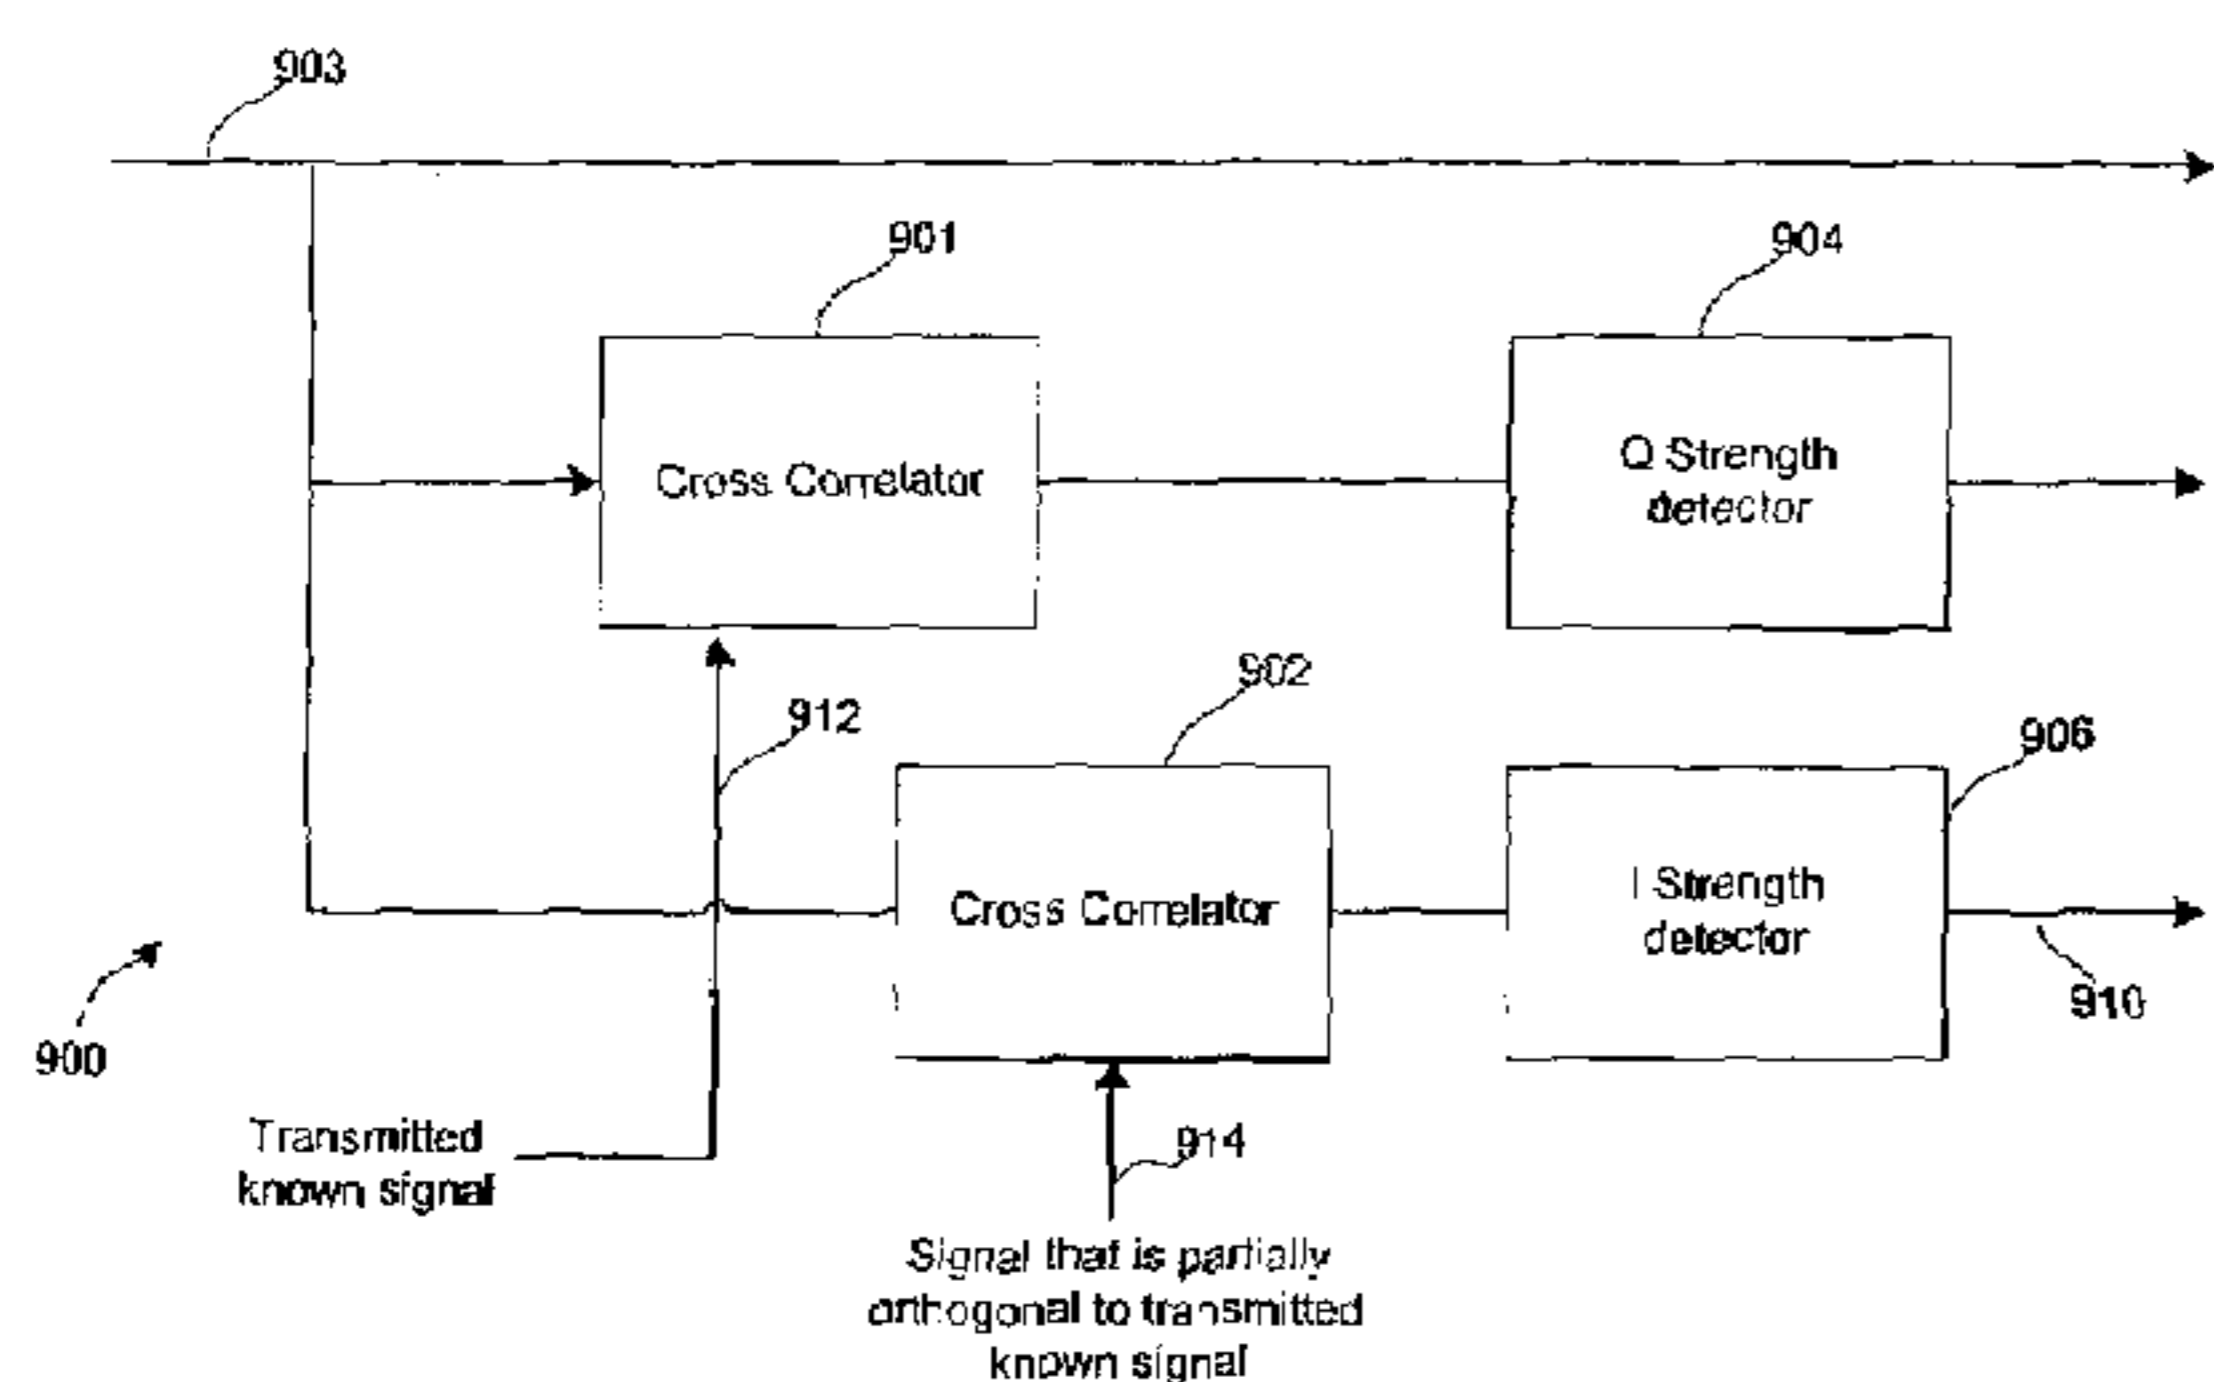 903
901
904
Cross Correlator
Q Strength
detector
902
912
906
Cross Correlator
I Strength
detector
910
900
Transmitted
known signal
914
Signal that is partially
orthogonal to transmitted
known signal